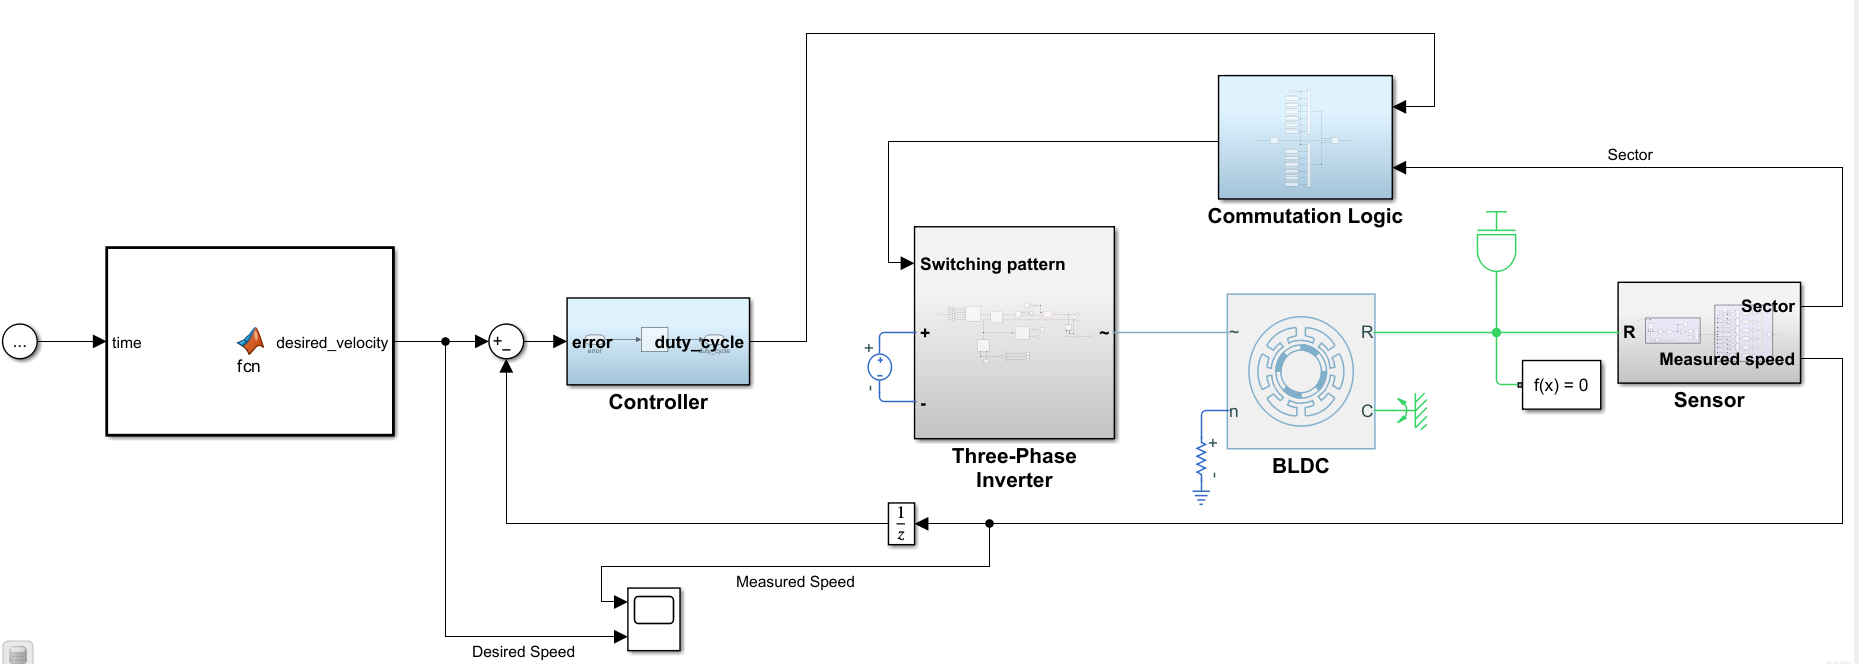 Commutation Logic
Sector
...
time
fcn
desired_velocity
+
-
error
duty_cycle
Controller
Switching pattern
+
-
~
Three-Phase
Inverter
+
-
+
-
~
n
R
C
BLDC
+
-
f(x) = 0
R
Sector
Measured speed
Sensor
1
z
Measured Speed
Desired Speed